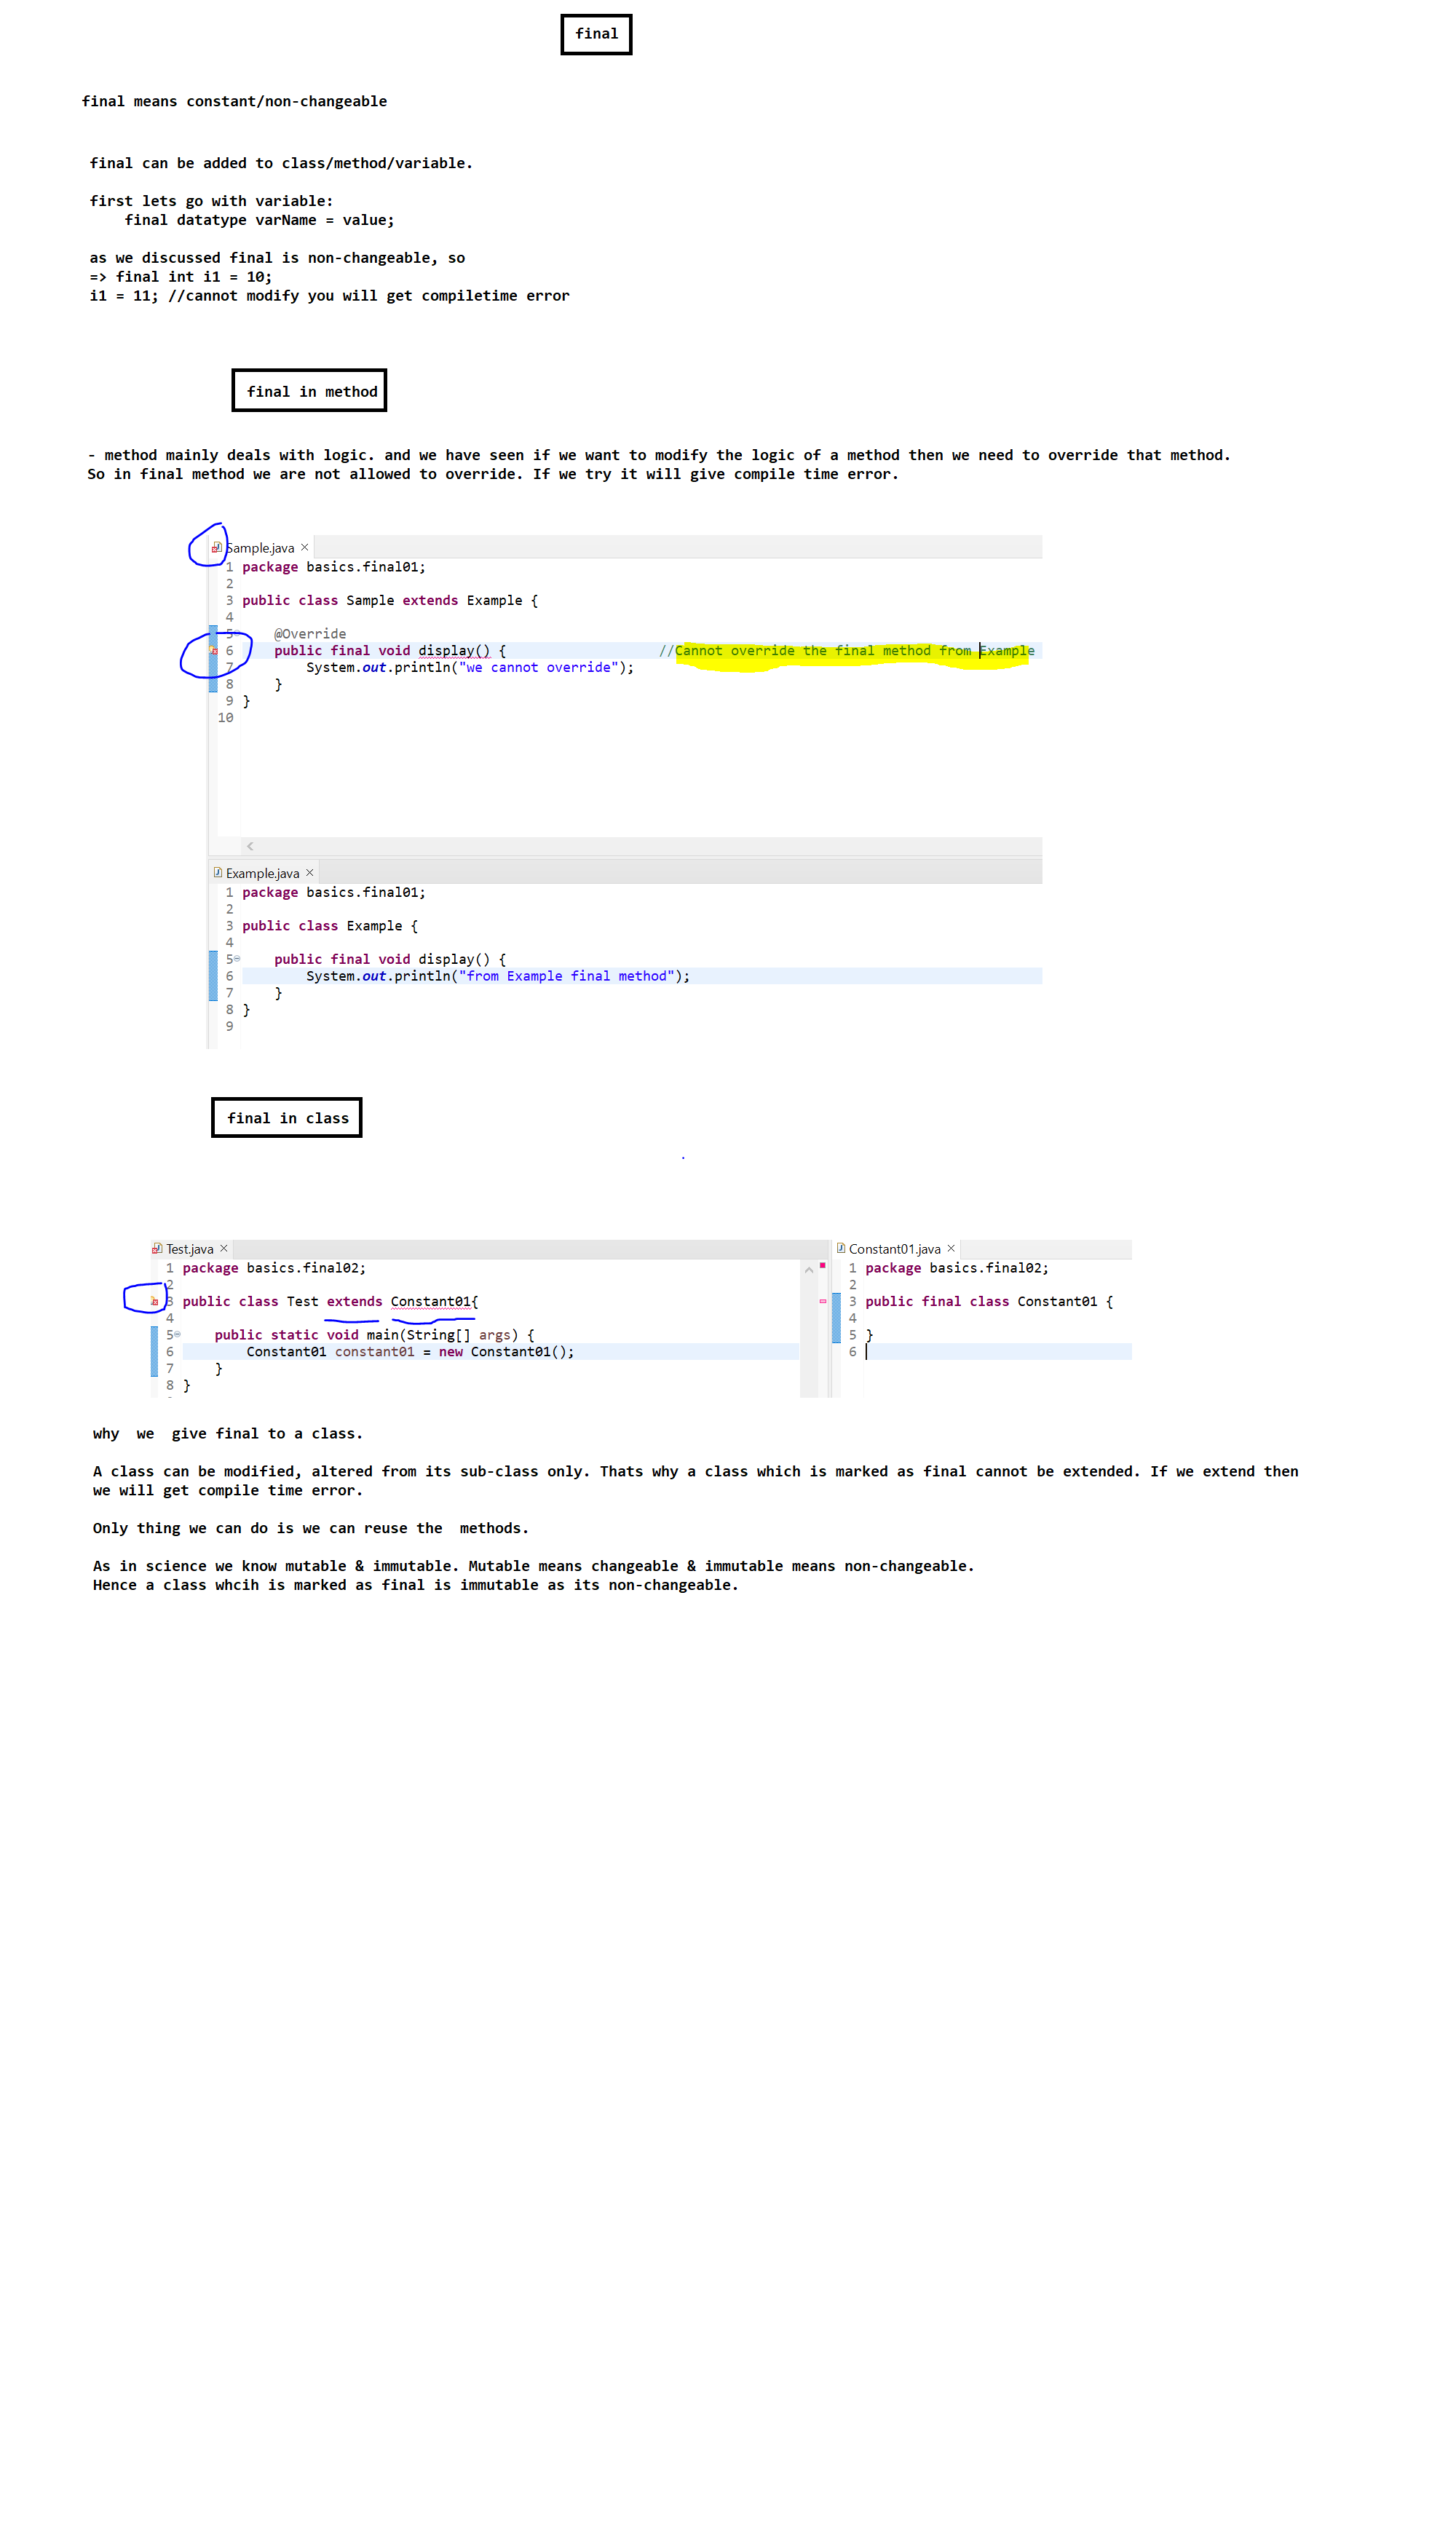 final
final means constant/non-changeable
final can be added to class/method/variable.
first lets go with variable:
final datatype varName = value;
as we discussed final is non-changeable, so
=> final int i1 = 10;
i1 = 11; //cannot modify you will get compiletime error
final in method
- method mainly deals with logic. and we have seen if we want to modify the logic of a method then we need to override that method.
So in final method we are not allowed to override. If we try it will give compile time error.
Sample.java
1 package basics.final01;
2
3 public class Sample extends Example {
4
5 @Override
6 public final void display() { //Cannot override the final method from Example
7 System.out.println("we cannot override");
8 }
9 }
10
Example.java
1 package basics.final01;
2
3 public class Example {
4
5 public final void display() {
6 System.out.println("from Example final method");
7 }
8 }
9
final in class
Test.java
1 package basics.final02;
2
3 public class Test extends Constant01{
4
5 public static void main(String[] args) {
6 Constant01 constant01 = new Constant01();
7 }
8 }
Constant01.java
1 package basics.final02;
2
3 public final class Constant01 {
4
5 }
6
why we give final to a class.
A class can be modified, altered from its sub-class only. Thats why a class which is marked as final cannot be extended. If we extend then
we will get compile time error.
Only thing we can do is we can reuse the methods.
As in science we know mutable & immutable. Mutable means changeable & immutable means non-changeable.
Hence a class whcih is marked as final is immutable as its non-changeable.